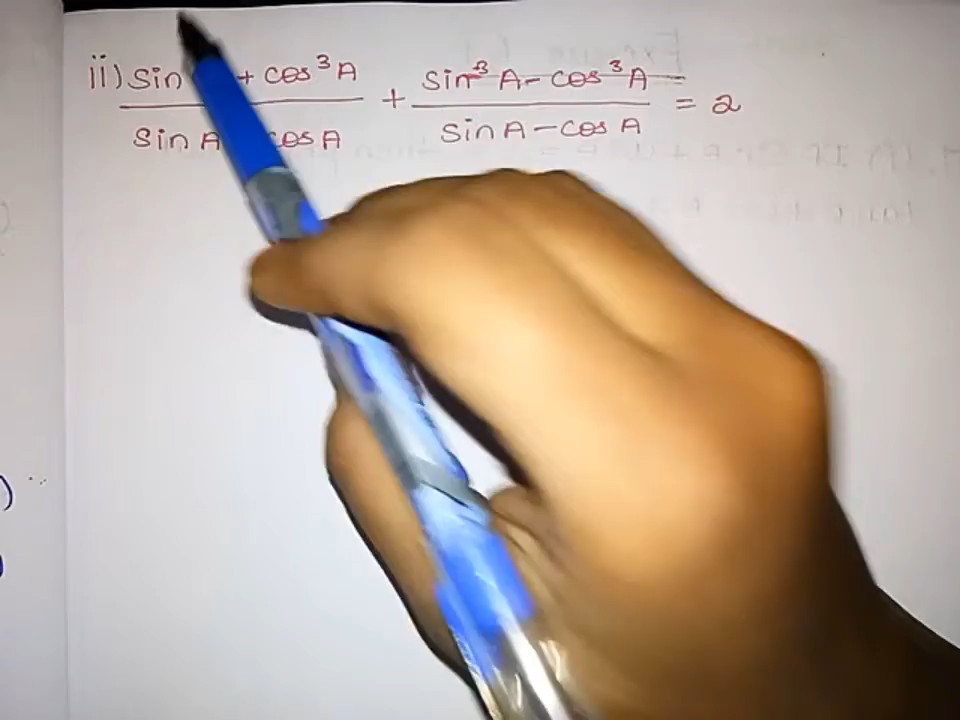 ii) sin + cos³A / sin A cos A + sin³A - cos³A / sin A - cos A = 2